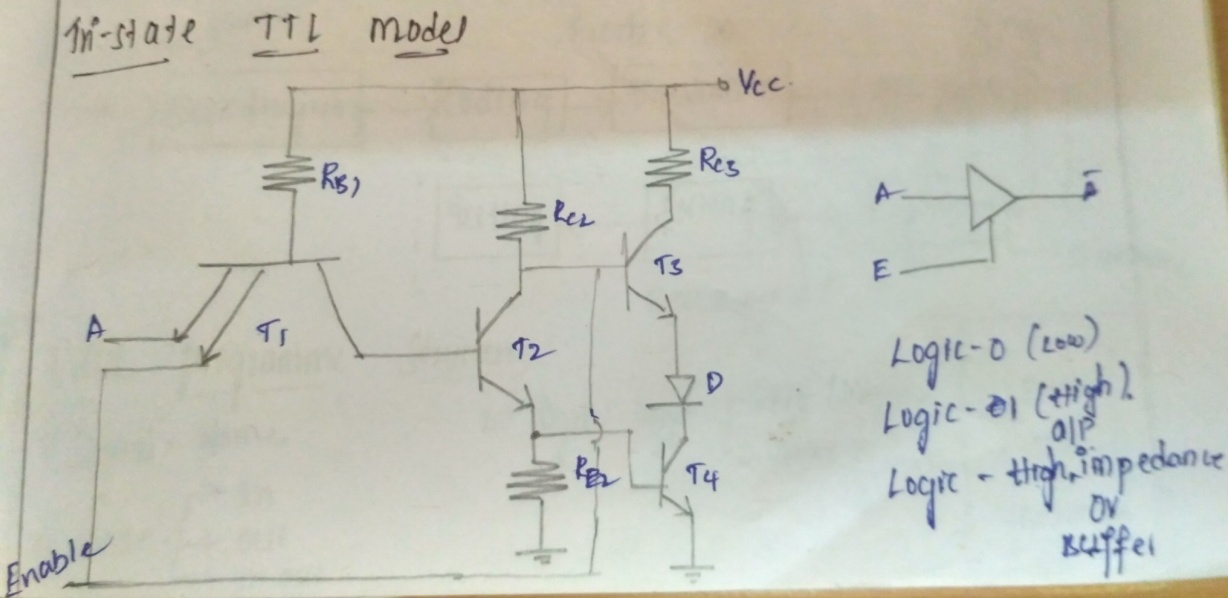 Tri-state TTL model
Vcc.
RB1
RC2
RC3
T3
A
T1
T2
D
RE2
T4
Enable
A
E
Logic-0 (Low)
Logic-1 (High).
O/P
Logic - High, impedance
or
Buffer